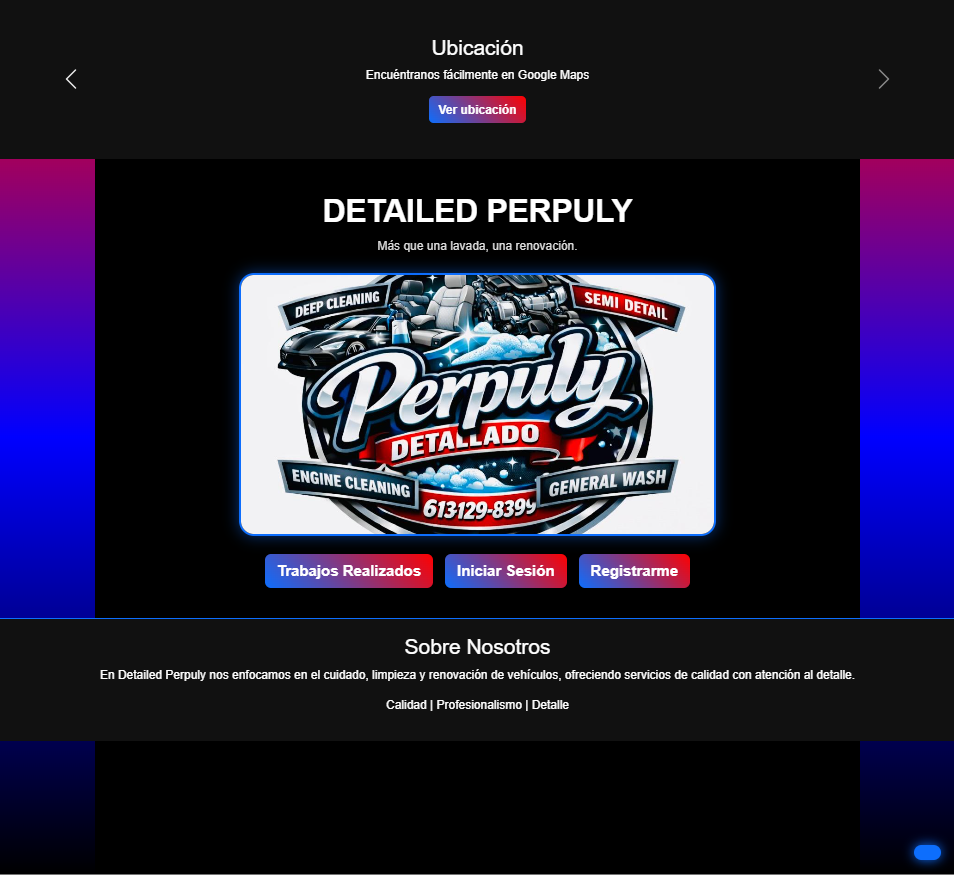 Ubicación
Encuéntranos fácilmente en Google Maps
Ver ubicación
DETAILED PERPULY
Más que una lavada, una renovación.
DEEP CLEANING
SEMI DETAIL
Perpuly
DETALLADO
ENGINE CLEANING
GENERAL WASH
613-129-8399
Trabajos Realizados
Iniciar Sesión
Registrarme
Sobre Nosotros
En Detailed Perpuly nos enfocamos en el cuidado, limpieza y renovación de vehículos, ofreciendo servicios de calidad con atención al detalle.
Calidad | Profesionalismo | Detalle